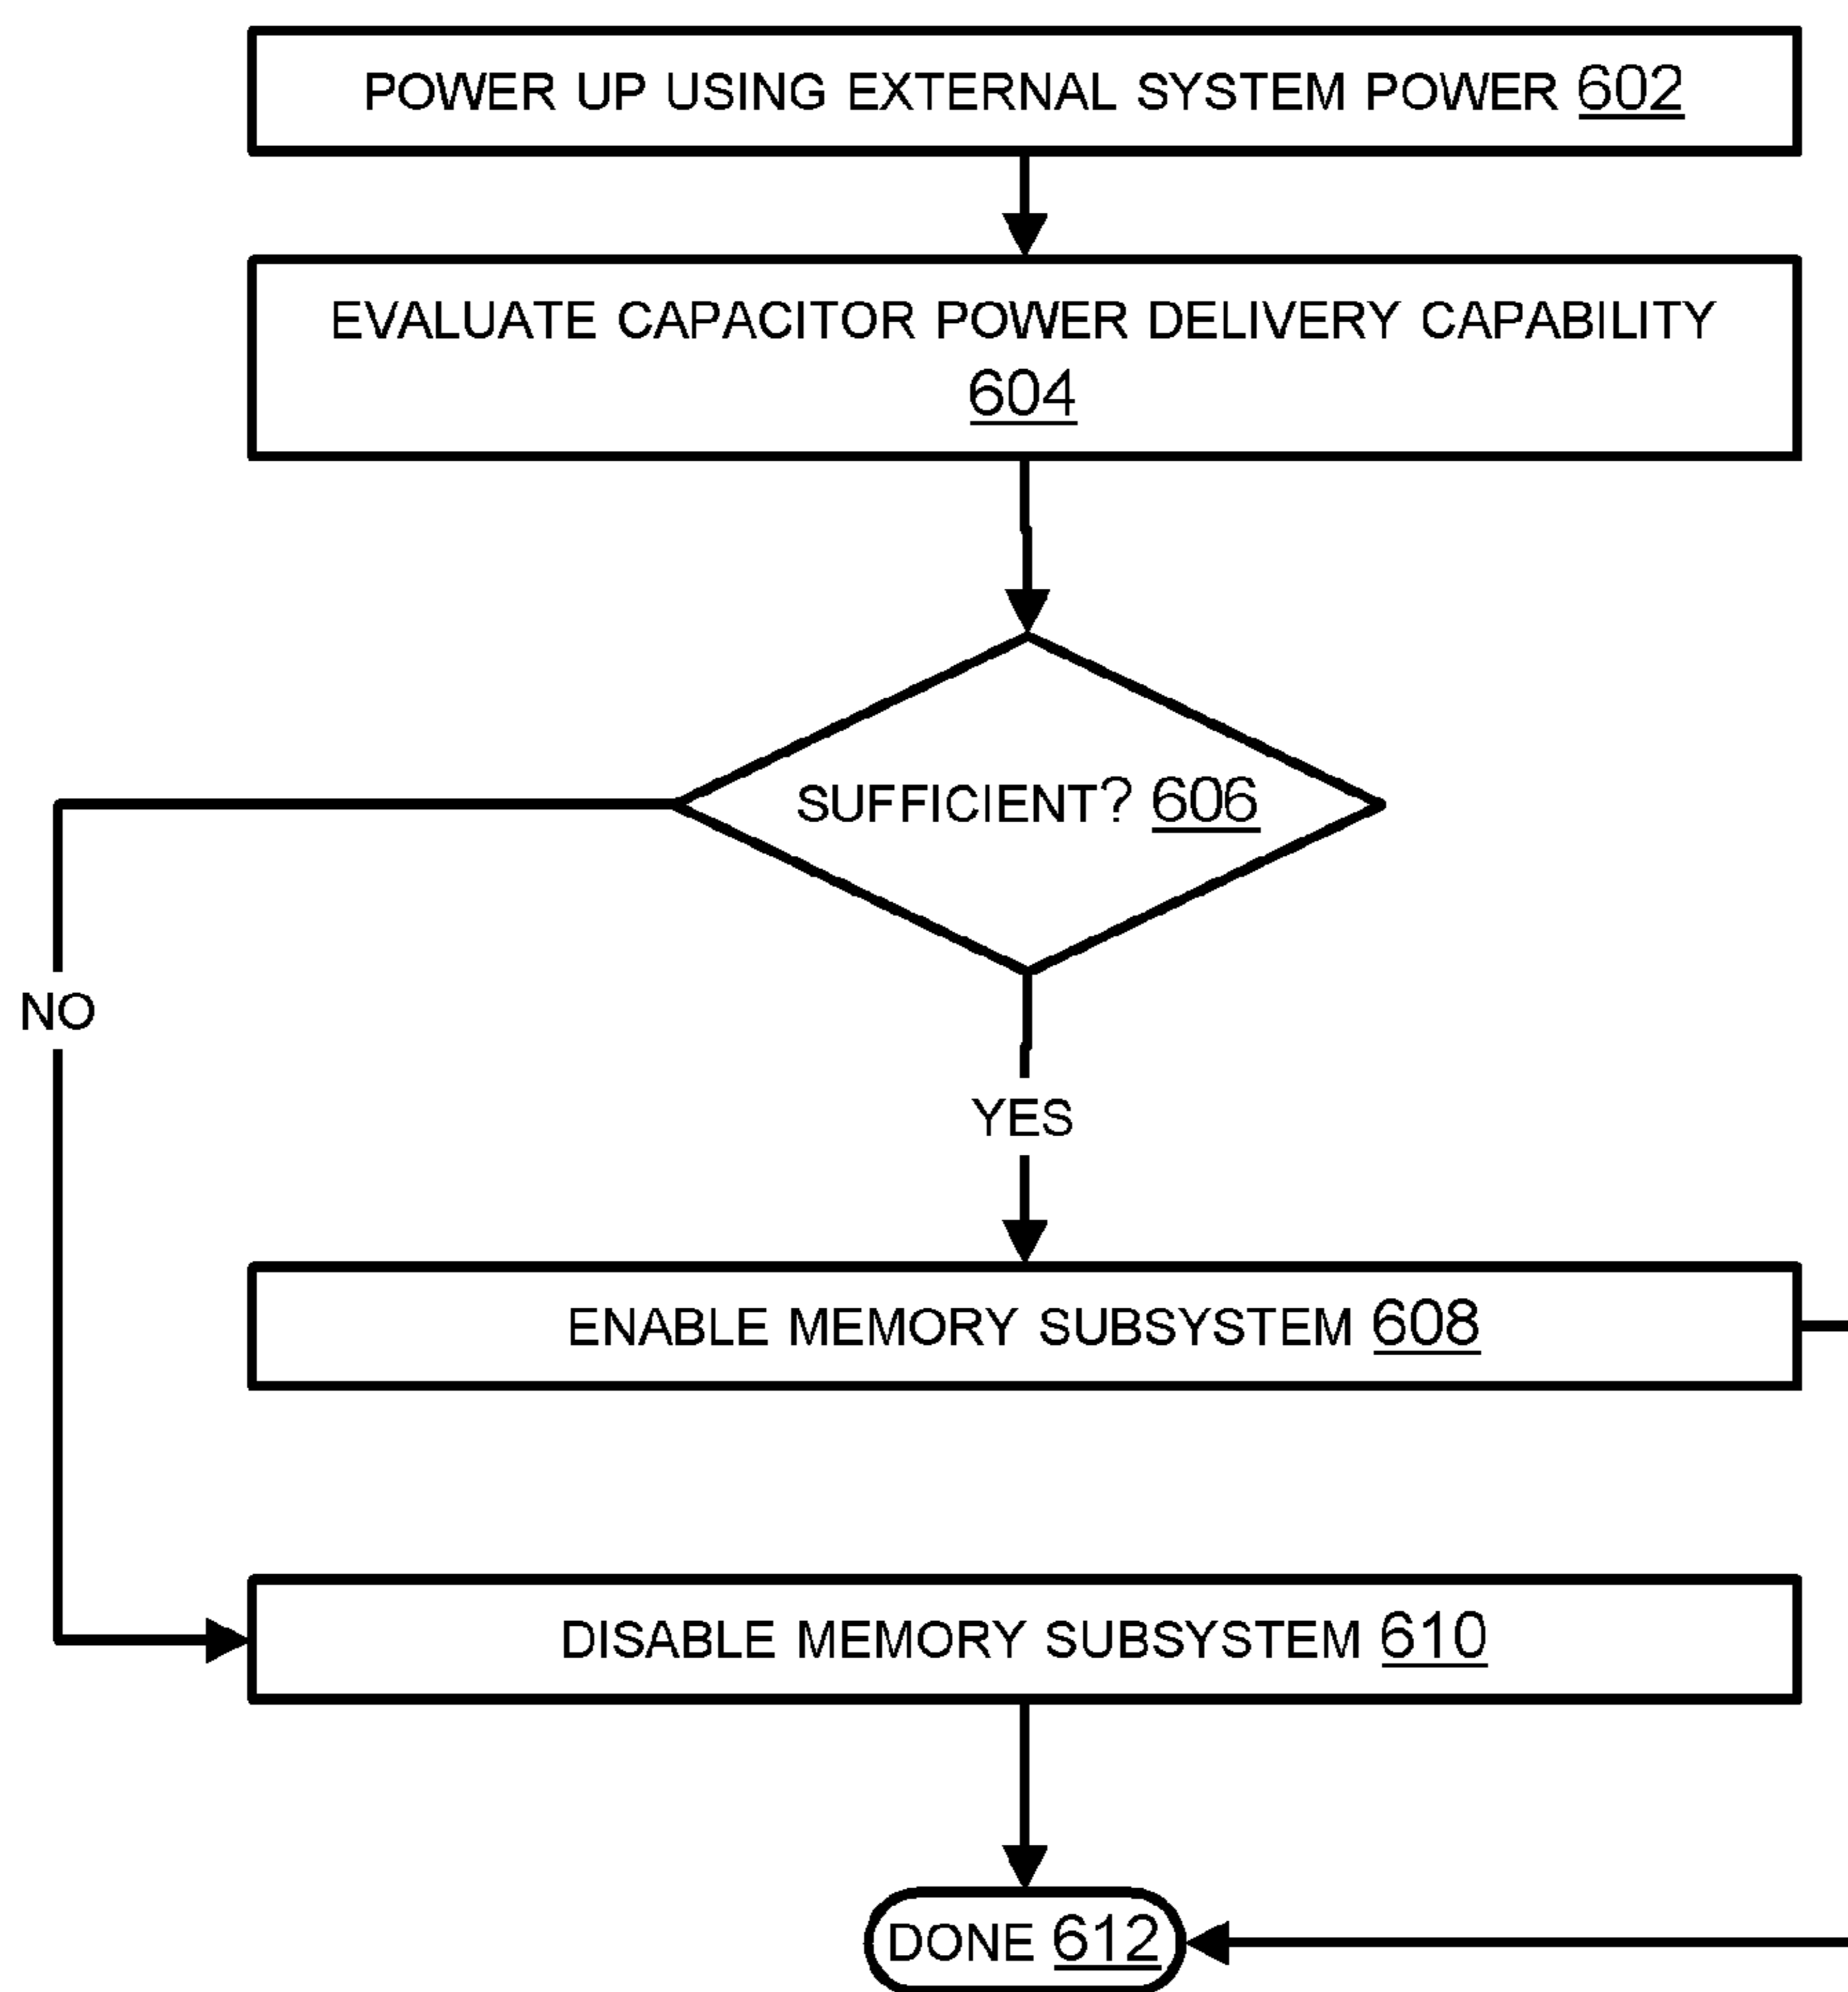 POWER UP USING EXTERNAL SYSTEM POWER 602
EVALUATE CAPACITOR POWER DELIVERY CAPABILITY
604
SUFFICIENT? 606
NO
YES
ENABLE MEMORY SUBSYSTEM 608
DISABLE MEMORY SUBSYSTEM 610
DONE 612